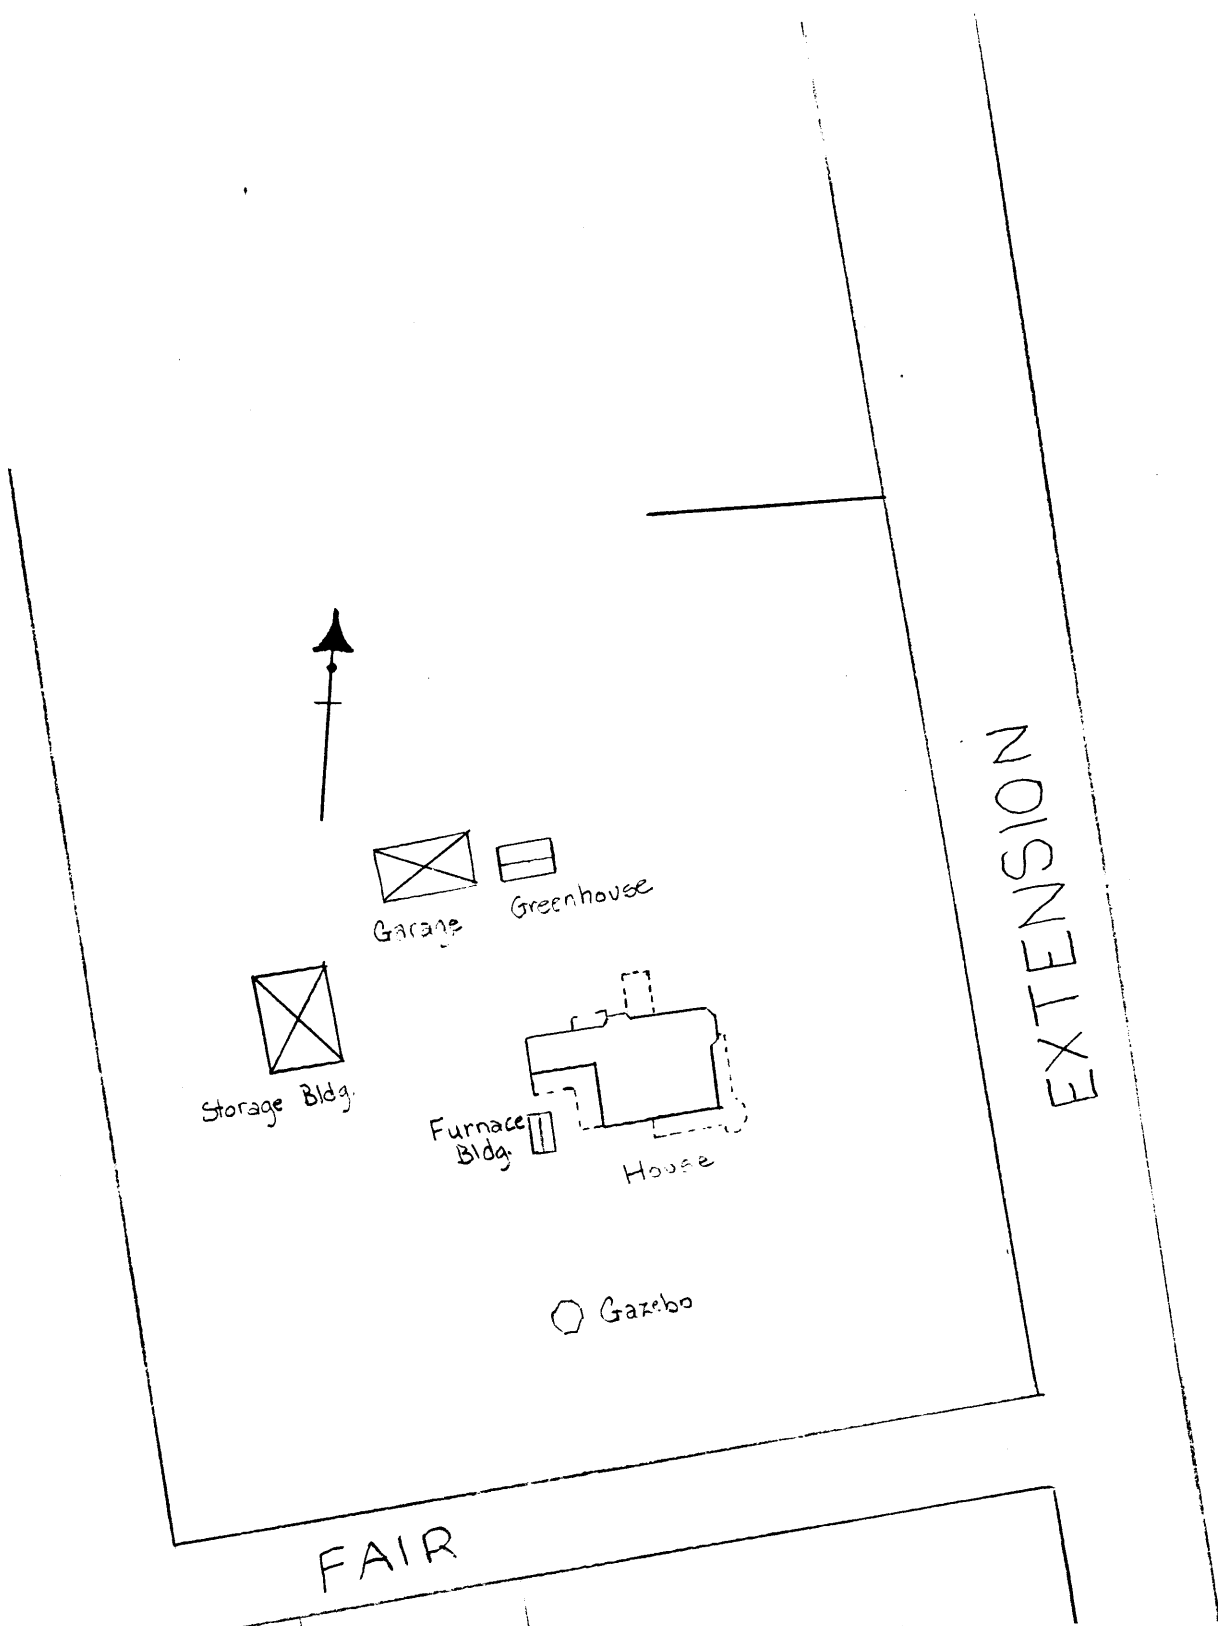 EXTENSION
Garage
Greenhouse
Storage Bldg.
Furnace
Bldg.
House
Gazebo
FAIR